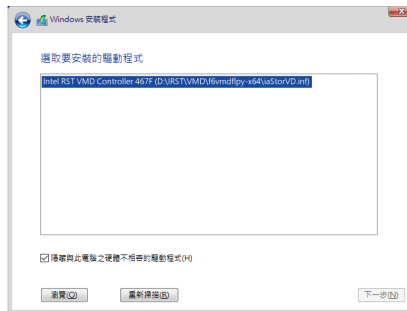 Windows 安裝程式
選取要安裝的驅動程式
Intel RST VMD Controller 467F (D:\IRST\VMD\f6vmdflpy-x64\iaStorVD.inf)
隱藏與此電腦之硬體不相容的驅動程式(H)
瀏覽(O)
重新掃描(R)
下一步(N)